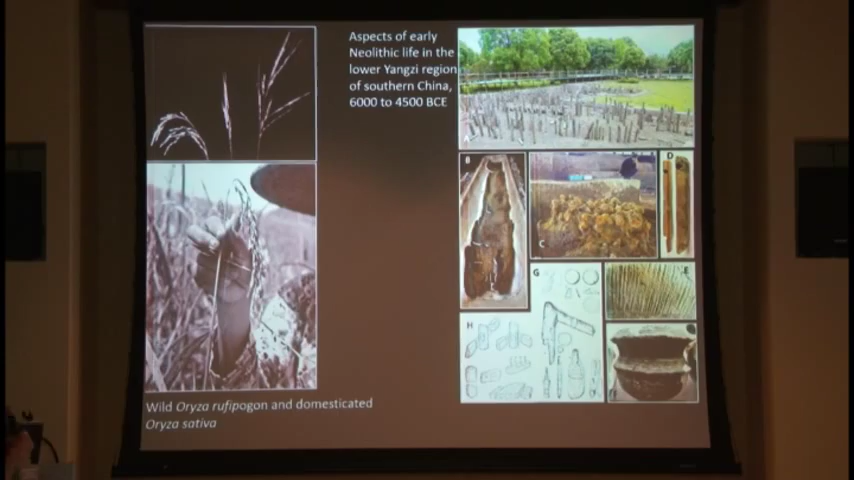 Aspects of early
Neolithic life in the
lower Yangzi region
of southern China,
6000 to 4500 BCE
A
B
C
D
G
E
H
Wild Oryza rufipogon and domesticated
Oryza sativa